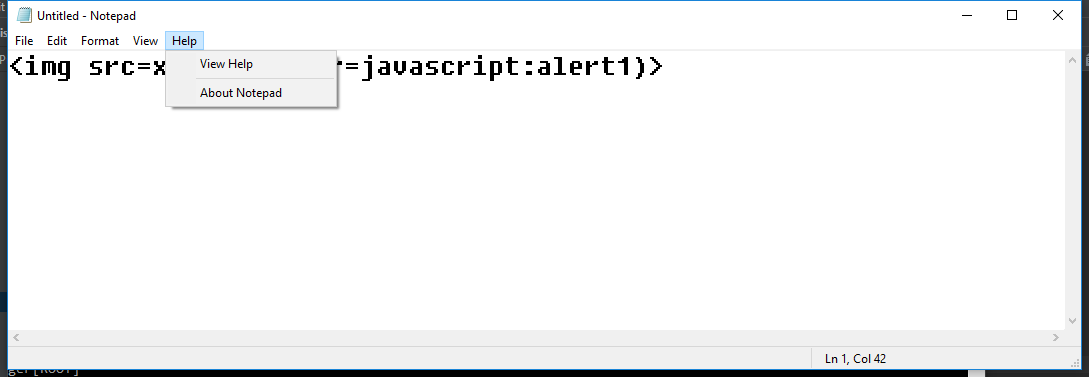 Untitled - Notepad
File Edit Format View Help
<img src=x r=javascript:alert1)>
View Help
About Notepad
Ln 1, Col 42